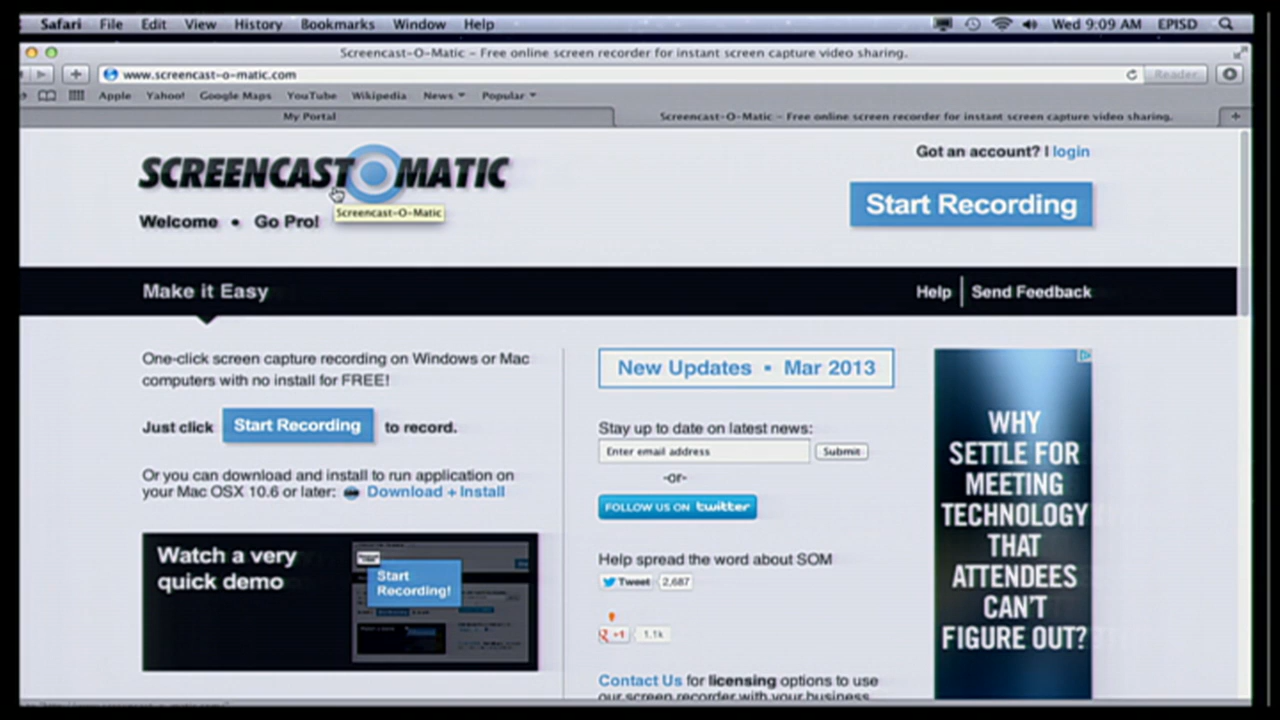 Safari File Edit View History Bookmarks Window Help Wed 9:09 AM EPISD
Screencast-O-Matic – Free online screen recorder for instant screen capture video sharing.
www.screencast-o-matic.com Reader
Apple Yahoo! Google Maps YouTube Wikipedia News Popular
My Portal Screencast-O-Matic – Free online screen recorder for instant screen capture video sharing.
Got an account? | login
SCREENCAST O MATIC
Start Recording
Screencast-O-Matic
Welcome • Go Pro!
Make it Easy Help Send Feedback
One-click screen capture recording on Windows or Mac
computers with no install for FREE!
Just click Start Recording to record.
Or you can download and install to run application on
your Mac OSX 10.6 or later: Download + Install
Watch a very
quick demo
Start
Recording!
New Updates • Mar 2013
Stay up to date on latest news:
Enter email address Submit
-or-
FOLLOW US ON twitter
Help spread the word about SOM
Tweet 2,687
+1 1.1k
Contact Us for licensing options to use
our screen recorder with your business
WHY
SETTLE FOR
MEETING
TECHNOLOGY
THAT
ATTENDEES
CAN'T
FIGURE OUT?